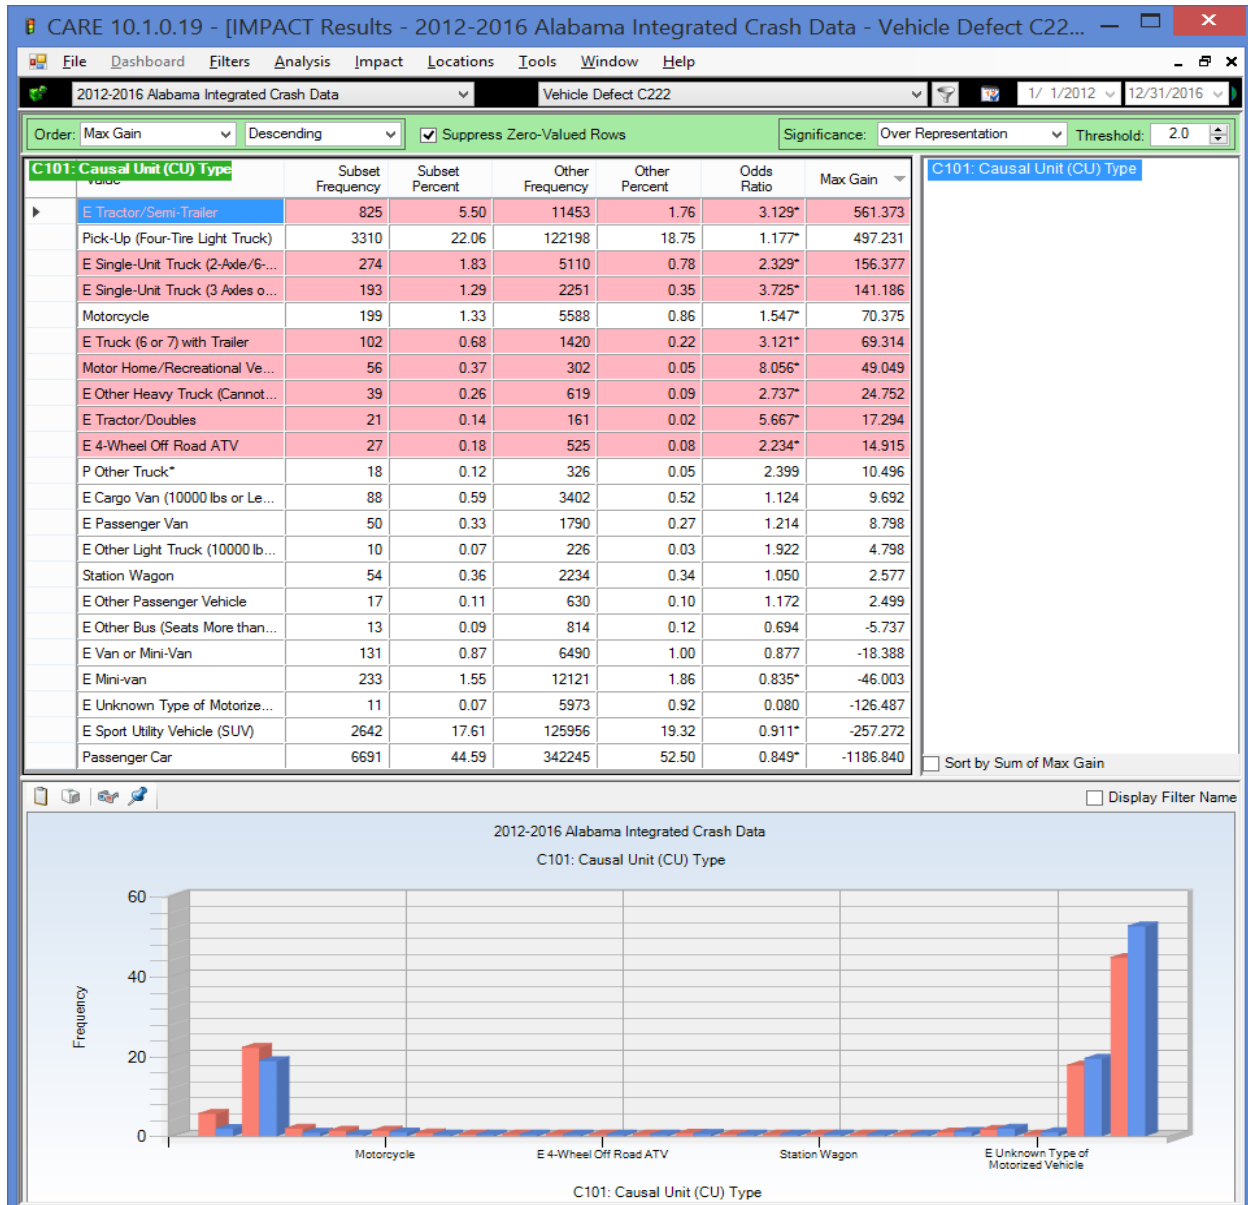 CARE 10.1.0.19 - [IMPACT Results - 2012-2016 Alabama Integrated Crash Data - Vehicle Defect C22...
File Dashboard Filters Analysis Impact Locations Tools Window Help
2012-2016 Alabama Integrated Crash Data Vehicle Defect C222 1/ 1/2012 12/31/2016
Order: Max Gain Descending Suppress Zero-Valued Rows Significance: Over Representation Threshold: 2.0
C101: Causal Unit (CU) Type Subset Frequency Subset Percent Other Frequency Other Percent Odds Ratio Max Gain C101: Causal Unit (CU) Type
E Tractor/Semi-Trailer 825 5.50 11453 1.76 3.129* 561.373
Pick-Up (Four-Tire Light Truck) 3310 22.06 122198 18.75 1.177* 497.231
E Single-Unit Truck (2-Axle/6-... 274 1.83 5110 0.78 2.329* 156.377
E Single-Unit Truck (3 Axles o... 193 1.29 2251 0.35 3.725* 141.186
Motorcycle 199 1.33 5588 0.86 1.547* 70.375
E Truck (6 or 7) with Trailer 102 0.68 1420 0.22 3.121* 69.314
Motor Home/Recreational Ve... 56 0.37 302 0.05 8.056* 49.049
E Other Heavy Truck (Cannot... 39 0.26 619 0.09 2.737* 24.752
E Tractor/Doubles 21 0.14 161 0.02 5.667* 17.294
E 4-Wheel Off Road ATV 27 0.18 525 0.08 2.234* 14.915
P Other Truck* 18 0.12 326 0.05 2.399 10.496
E Cargo Van (10000 lbs or Le... 88 0.59 3402 0.52 1.124 9.692
E Passenger Van 50 0.33 1790 0.27 1.214 8.798
E Other Light Truck (10000 lb... 10 0.07 226 0.03 1.922 4.798
Station Wagon 54 0.36 2234 0.34 1.050 2.577
E Other Passenger Vehicle 17 0.11 630 0.10 1.172 2.499
E Other Bus (Seats More than... 13 0.09 814 0.12 0.694 -5.737
E Van or Mini-Van 131 0.87 6490 1.00 0.877 -18.388
E Mini-van 233 1.55 12121 1.86 0.835* -46.003
E Unknown Type of Motorize... 11 0.07 5973 0.92 0.080 -126.487
E Sport Utility Vehicle (SUV) 2642 17.61 125956 19.32 0.911* -257.272
Passenger Car 6691 44.59 342245 52.50 0.849* -1186.840
Sort by Sum of Max Gain
Display Filter Name
2012-2016 Alabama Integrated Crash Data
C101: Causal Unit (CU) Type
60
40
20
0
Frequency
Motorcycle E 4-Wheel Off Road ATV Station Wagon E Unknown Type of
Motorized Vehicle
C101: Causal Unit (CU) Type